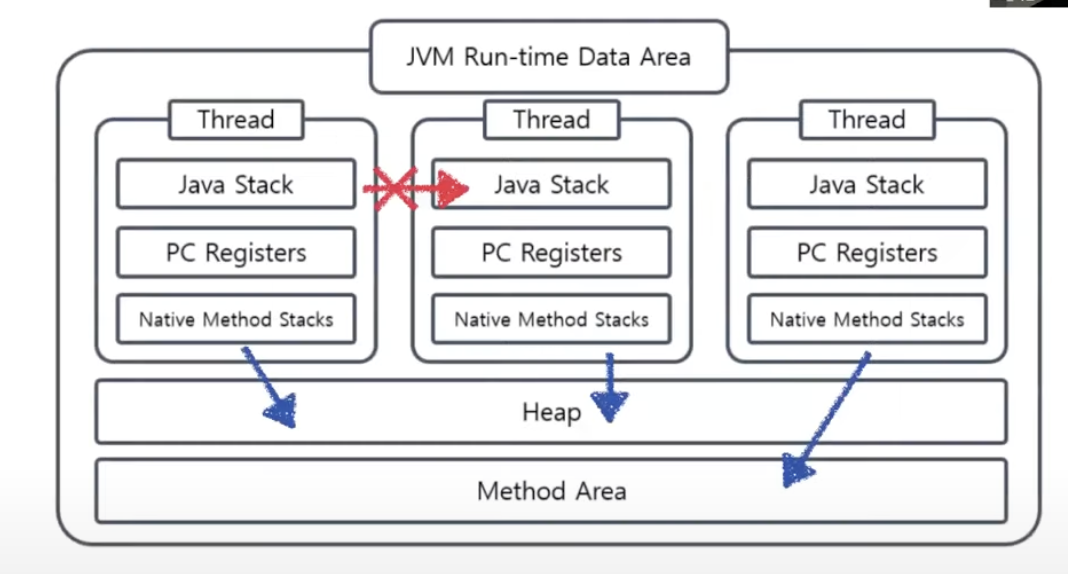 JVM Run-time Data Area
Thread
Thread
Thread
Java Stack
Java Stack
Java Stack
PC Registers
PC Registers
PC Registers
Native Method Stacks
Native Method Stacks
Native Method Stacks
Heap
Method Area